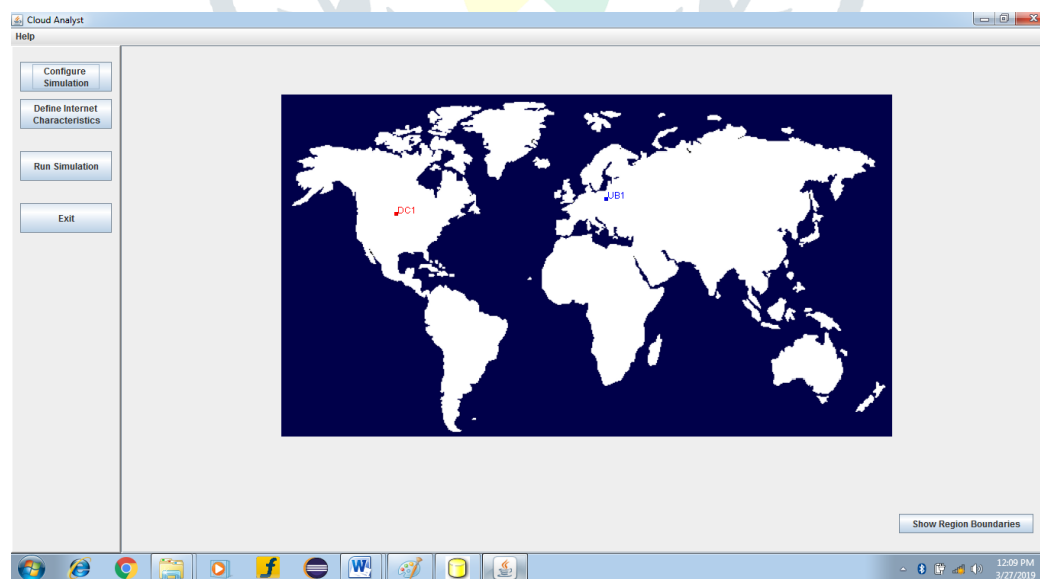 Cloud Analyst
Help
Configure
Simulation
Define Internet
Characteristics
Run Simulation
Exit
DC1
UB1
Show Region Boundaries
12:09 PM
3/27/2019